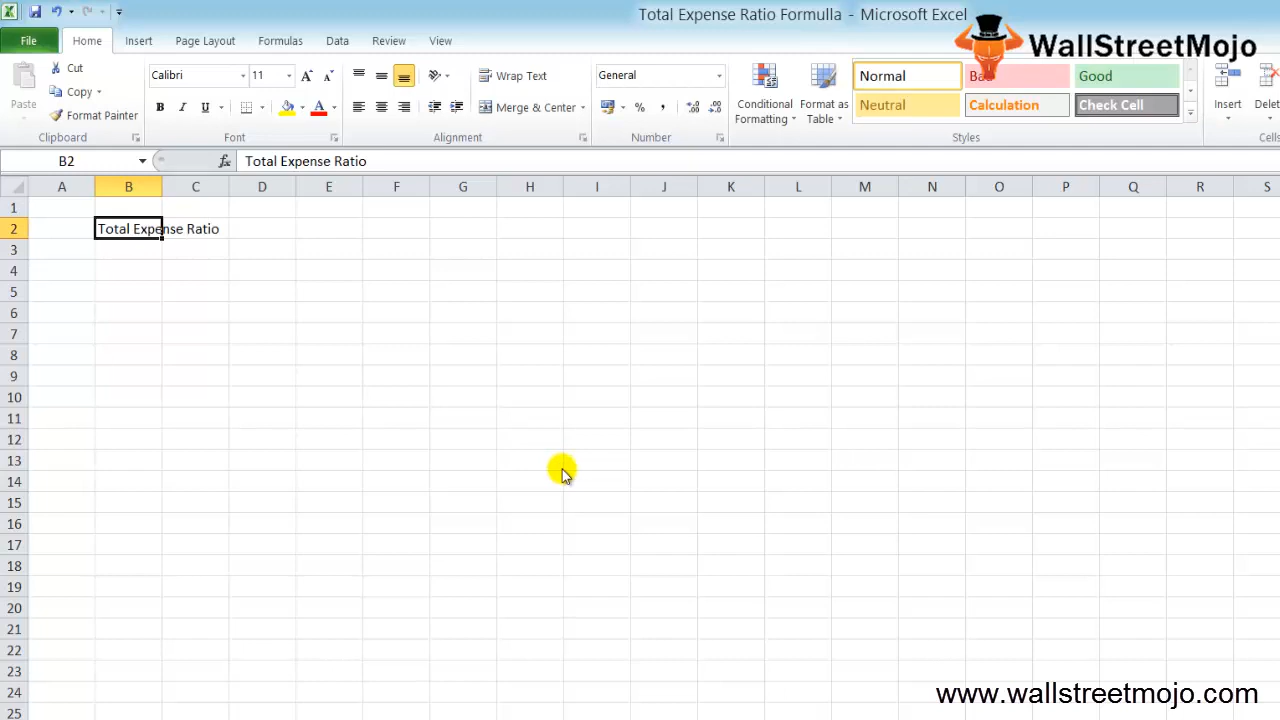 Total Expense Ratio Formulla - Microsoft Excel
WallStreetMojo
File Home Insert Page Layout Formulas Data Review View
Paste
Cut
Copy
Format Painter
Clipboard
Calibri 11
B I U A
Font
Wrap Text
Merge & Center
Alignment
General
% ,
Number
Conditional Formatting
Format as Table
Normal Bad Good
Neutral Calculation Check Cell
Styles
Insert
Cells
B2 fx Total Expense Ratio
A B C D E F G H I J K L M N O P Q R S
1
2 Total Expense Ratio
3
4
5
6
7
8
9
10
11
12
13
14
15
16
17
18
19
20
21
22
23
24
25
www.wallstreetmojo.com